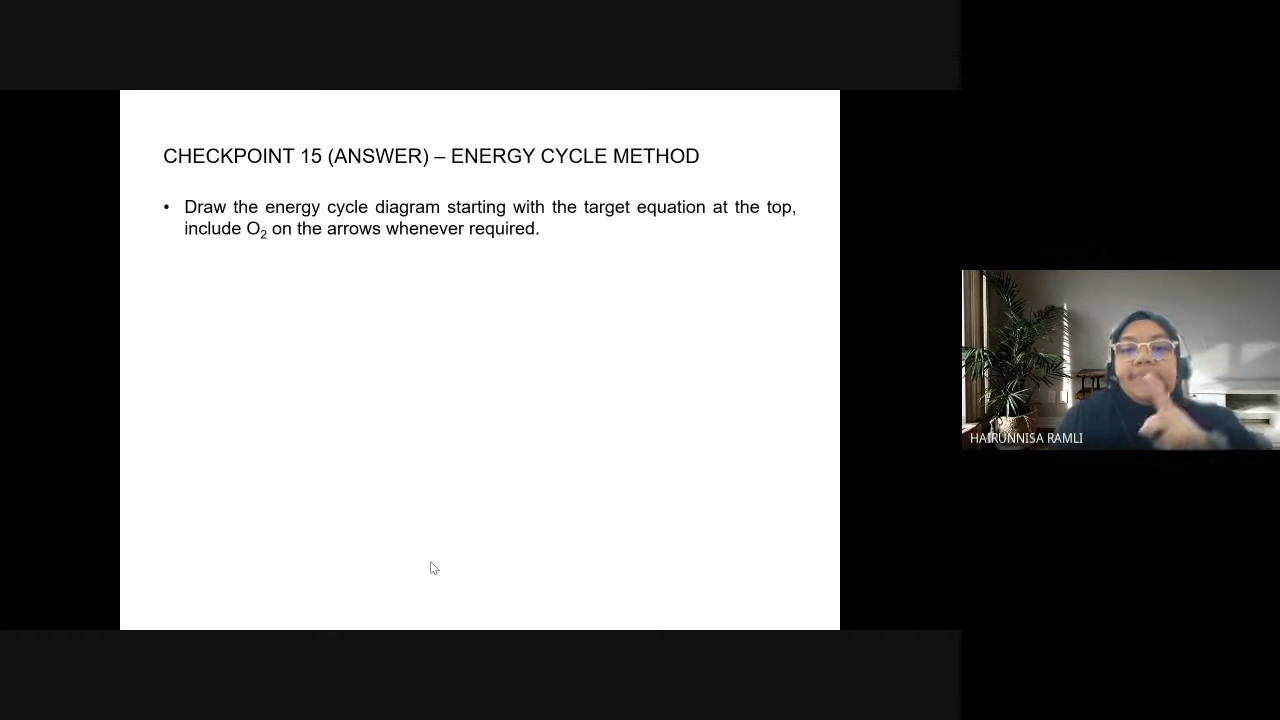 CHECKPOINT 15 (ANSWER) – ENERGY CYCLE METHOD
• Draw the energy cycle diagram starting with the target equation at the top,
include O₂ on the arrows whenever required.
HAIRUNNISA RAMLI